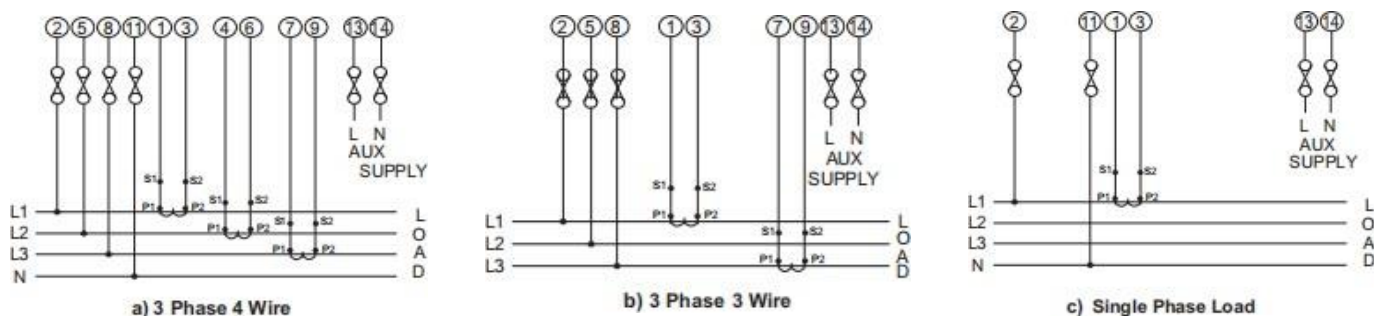 2 5 8 11 1 3 4 6 7 9 13 14
L N
AUX
SUPPLY
S1 S2
S1 S2
P1 P2
S1 S2
L1 L
P1 P2
L2 O
P1 P2
L3 A
N D
a) 3 Phase 4 Wire
2 5 8 1 3 7 9 13 14
L N
AUX
SUPPLY
S1 S2
P1 P2
L1 L
S1 S2
L2 O
A
P1 P2
L3 D
b) 3 Phase 3 Wire
2 11 1 3 13 14
L N
AUX
SUPPLY
S1 S2
P1 P2
L1 L
L2 O
L3 A
N D
c) Single Phase Load